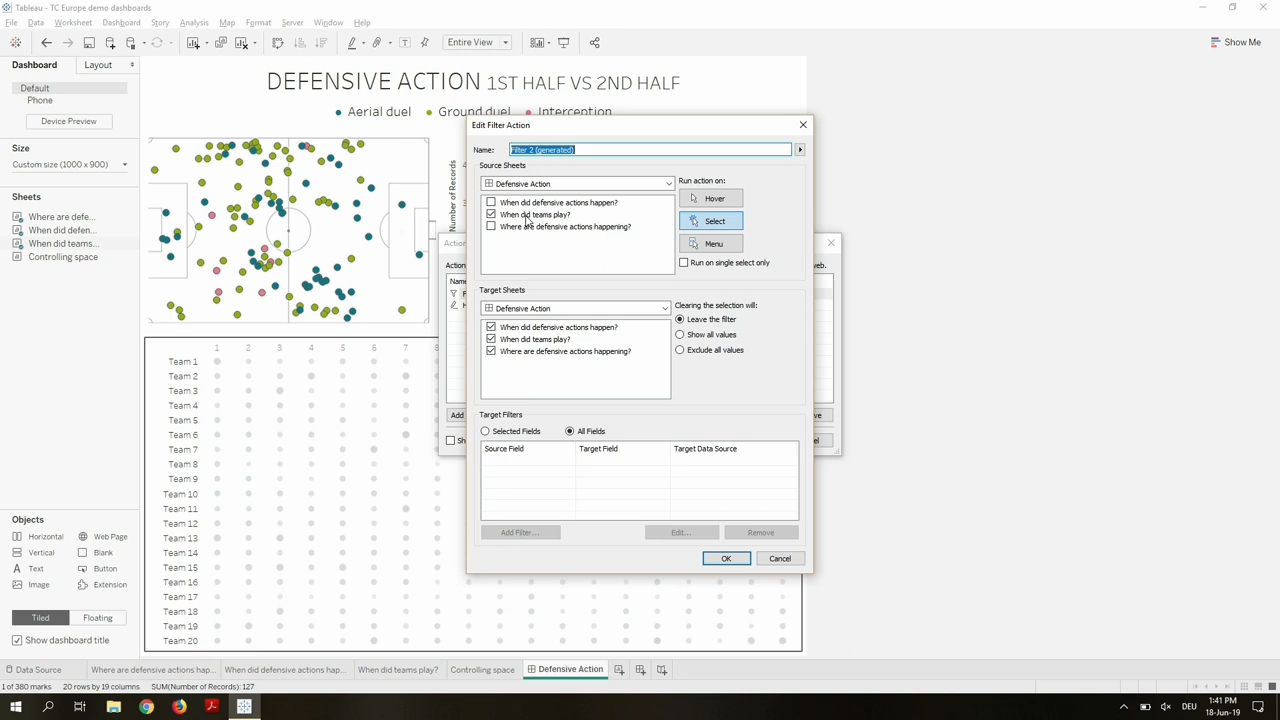 Tableau - TC Europe demo dashboards
File Data Worksheet Dashboard Story Analysis Map Format Server Window Help
Entire View
Show Me
Dashboard Layout
Default
Phone
Device Preview
Size
Custom size (1000 x 900)
Sheets
Where are defe...
When did defen...
When did teams...
Controlling space
Objects
Horizontal Web Page
Vertical Blank
Text Button
Image Extension
Tiled Floating
Show dashboard title
DEFENSIVE ACTION 1ST HALF VS 2ND HALF
Aerial duel Ground duel Interception
Number of Records
1 2 3 4 5 6 7 8
Team 1
Team 2
Team 3
Team 4
Team 5
Team 6
Team 7
Team 8
Team 9
Team 10
Team 11
Team 12
Team 13
Team 14
Team 15
Team 16
Team 17
Team 18
Team 19
Team 20
Edit Filter Action
Name: Filter 2 (generated)
Source Sheets
Defensive Action
When did defensive actions happen?
When did teams play?
Where are defensive actions happening?
Run action on:
Hover
Select
Menu
Run on single select only
Target Sheets
Defensive Action
When did defensive actions happen?
When did teams play?
Where are defensive actions happening?
Clearing the selection will:
Leave the filter
Show all values
Exclude all values
Target Filters
Selected Fields All Fields
Source Field Target Field Target Data Source
Add Filter... Edit... Remove
OK Cancel
Data Source Where are defensive actions hap... When did defensive actions hap... When did teams play? Controlling space Defensive Action
1 of 380 marks 20 rows by 19 columns SUM(Number of Records): 127
DEU
1:41 PM
18-Jun-19